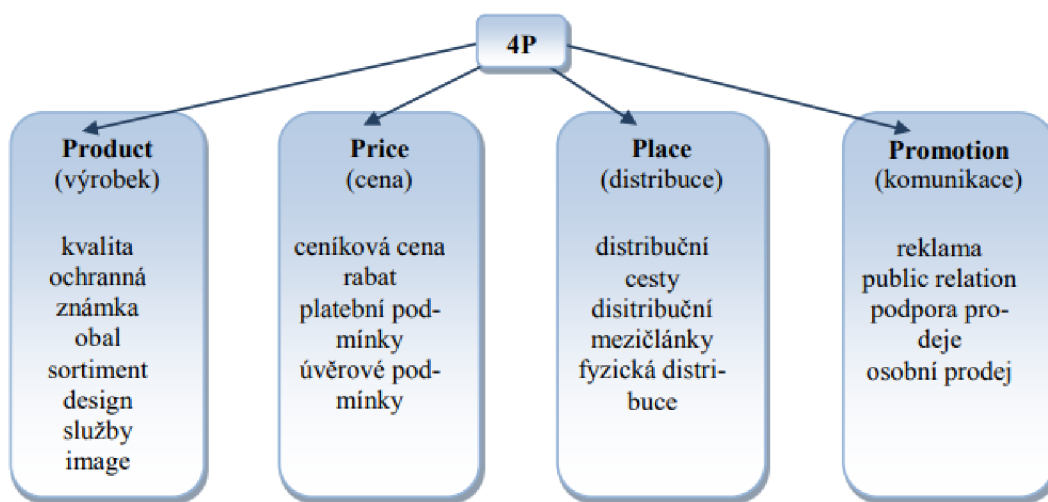 4P
Product
(výrobek)
kvalita
ochranná
známka
obal
sortiment
design
služby
image
Price
(cena)
ceníková cena
rabat
platební pod-
mínky
úvěrové pod-
mínky
Place
(distribuce)
distribuční
cesty
disitribuční
mezičlánky
fyzická distri-
buce
Promotion
(komunikace)
reklama
public relation
podpora pro-
deje
osobní prodej